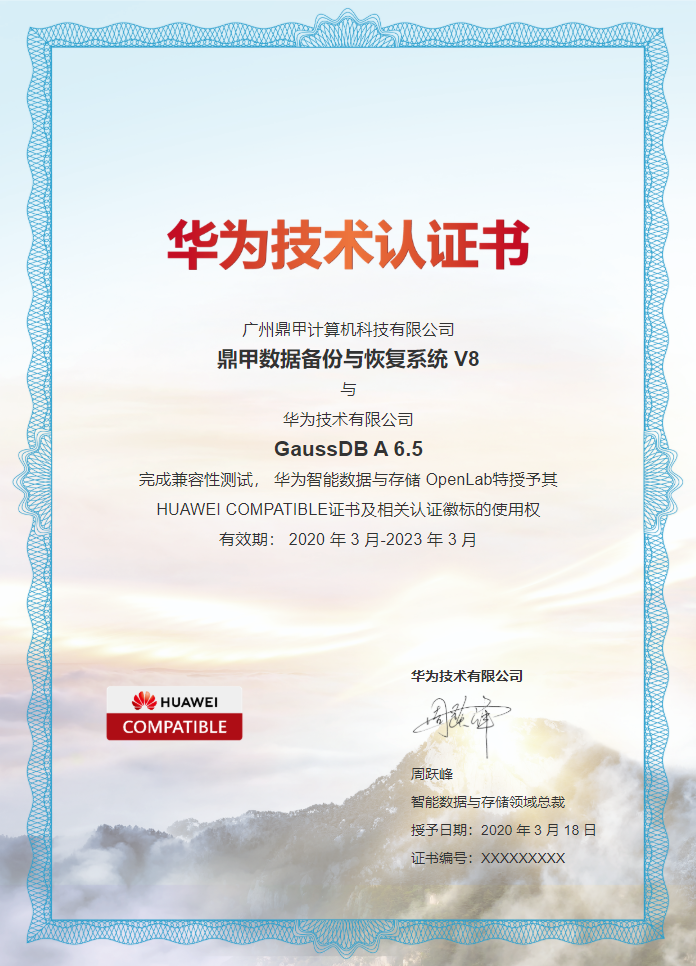 华为技术认证书
广州鼎甲计算机科技有限公司
鼎甲数据备份与恢复系统 V8
与
华为技术有限公司
GaussDB A 6.5
完成兼容性测试， 华为智能数据与存储 OpenLab特授予其
HUAWEI COMPATIBLE证书及相关认证徽标的使用权
有效期： 2020 年 3 月-2023 年 3 月
HUAWEI
COMPATIBLE
华为技术有限公司
周跃峰
周跃峰
智能数据与存储领域总裁
授予日期：2020 年 3 月 18 日
证书编号：XXXXXXXXX